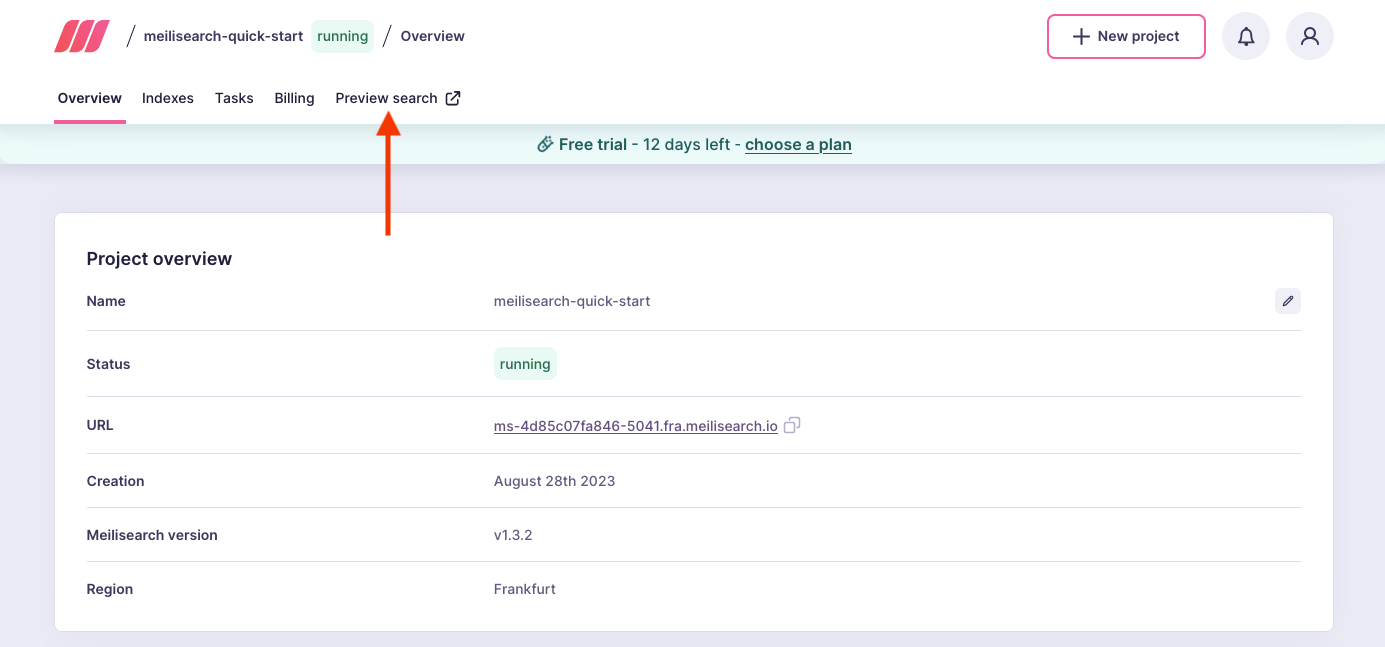 / meilisearch-quick-start running / Overview
New project
Overview Indexes Tasks Billing Preview search
Free trial - 12 days left - choose a plan
Project overview
Name meilisearch-quick-start
Status running
URL ms-4d85c07fa846-5041.fra.meilisearch.io
Creation August 28th 2023
Meilisearch version v1.3.2
Region Frankfurt